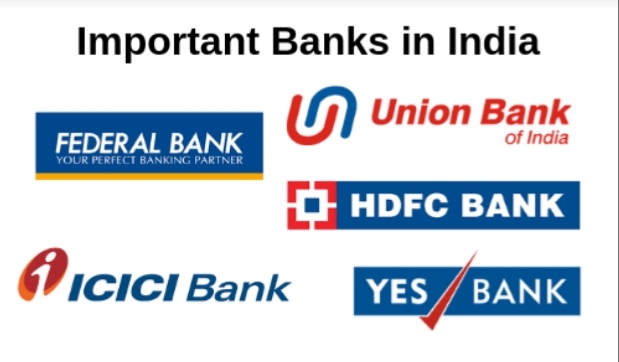 Important Banks in India
FEDERAL BANK
YOUR PERFECT BANKING PARTNER
Union Bank
of India
HDFC BANK
ICICI Bank
YES BANK